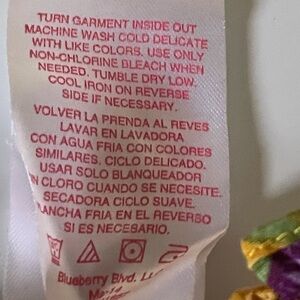 TURN GARMENT INSIDE OUT
MACHINE WASH COLD DELICATE
WITH LIKE COLORS. USE ONLY
NON-CHLORINE BLEACH WHEN
NEEDED. TUMBLE DRY LOW.
COOL IRON ON REVERSE
SIDE IF NECESSARY.
VOLVER LA PRENDA AL REVES
LAVAR EN LAVADORA
CON AGUA FRIA CON COLORES
SIMILARES. CICLO DELICADO.
USAR SOLO BLANQUEADOR
IN CLORO CUANDO SE NECESITE.
SECADORA CICLO SUAVE.
LANCHA FRIA EN EL REVERSO
SI ES NECESARIO.
Blueberry Blvd.